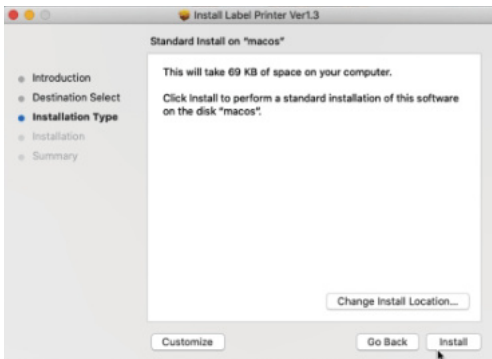 Install Label Printer Ver1.3
Standard Install on "macos"
Introduction
Destination Select
Installation Type
Installation
Summary
This will take 69 KB of space on your computer.
Click Install to perform a standard installation of this software
on the disk "macos".
Change Install Location...
Customize
Go Back
Install